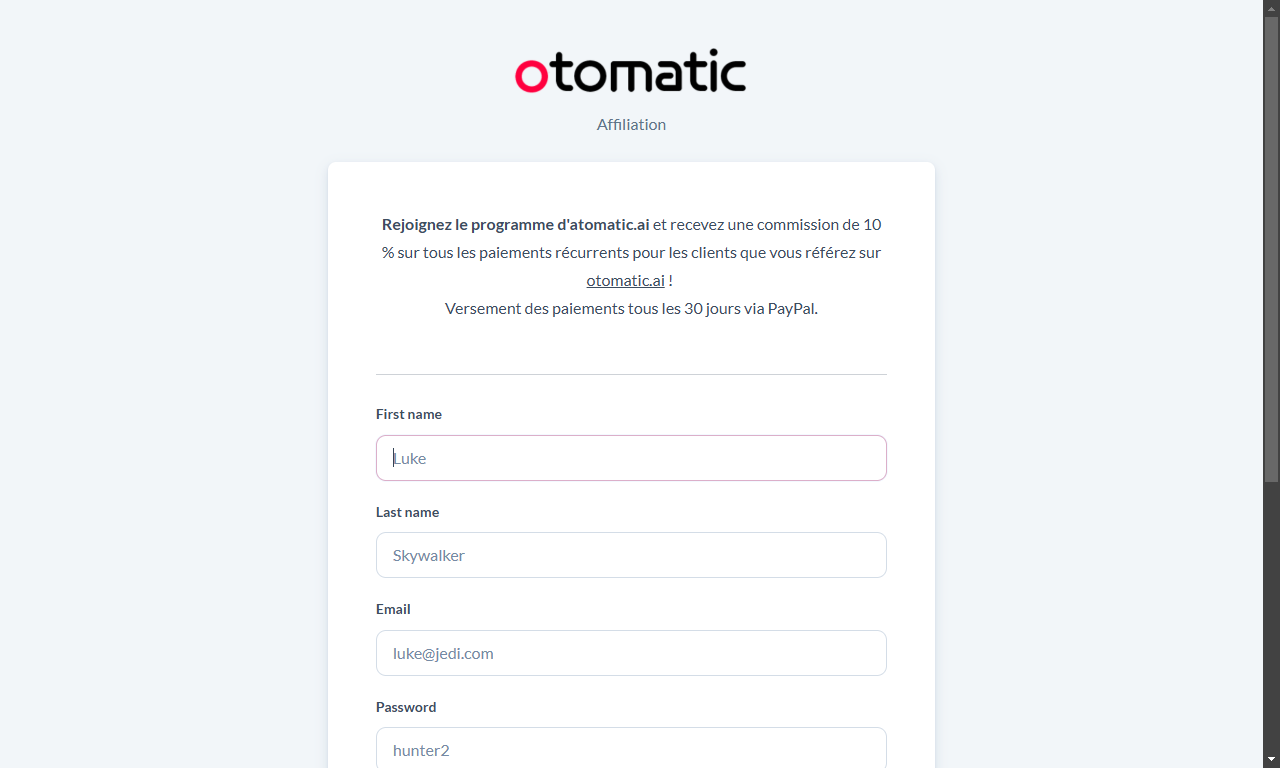 otomatic
Affiliation
Rejoignez le programme d'atomatic.ai et recevez une commission de 10
% sur tous les paiements récurrents pour les clients que vous référez sur
otomatic.ai !
Versement des paiements tous les 30 jours via PayPal.
First name
Luke
Last name
Skywalker
Email
luke@jedi.com
Password
hunter2